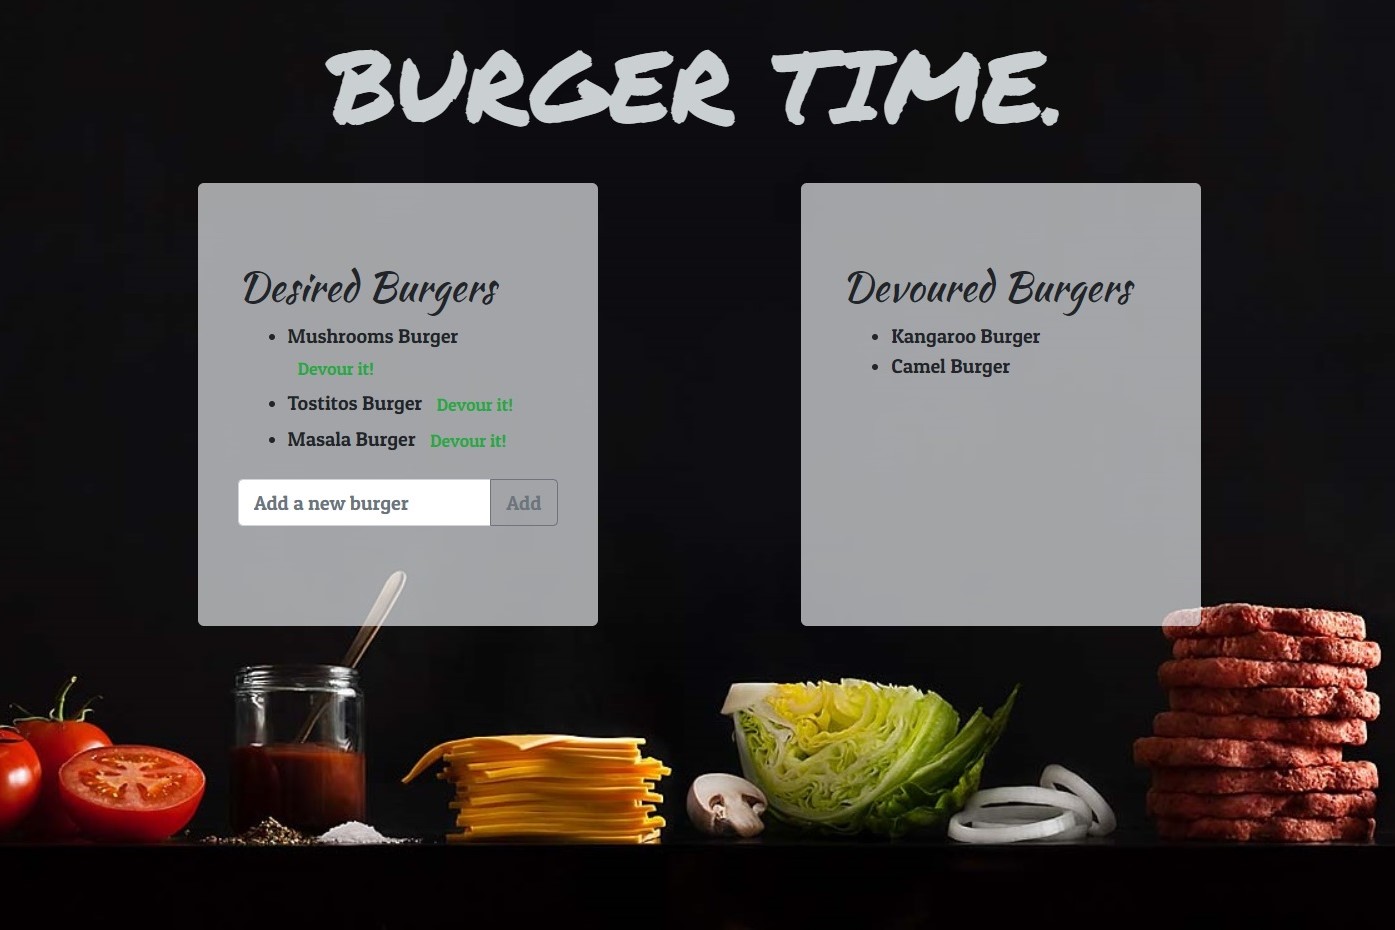 BURGER TIME.
Desired Burgers
Mushrooms Burger
Devour it!
Tostitos Burger Devour it!
Masala Burger Devour it!
Add a new burger Add
Devoured Burgers
Kangaroo Burger
Camel Burger